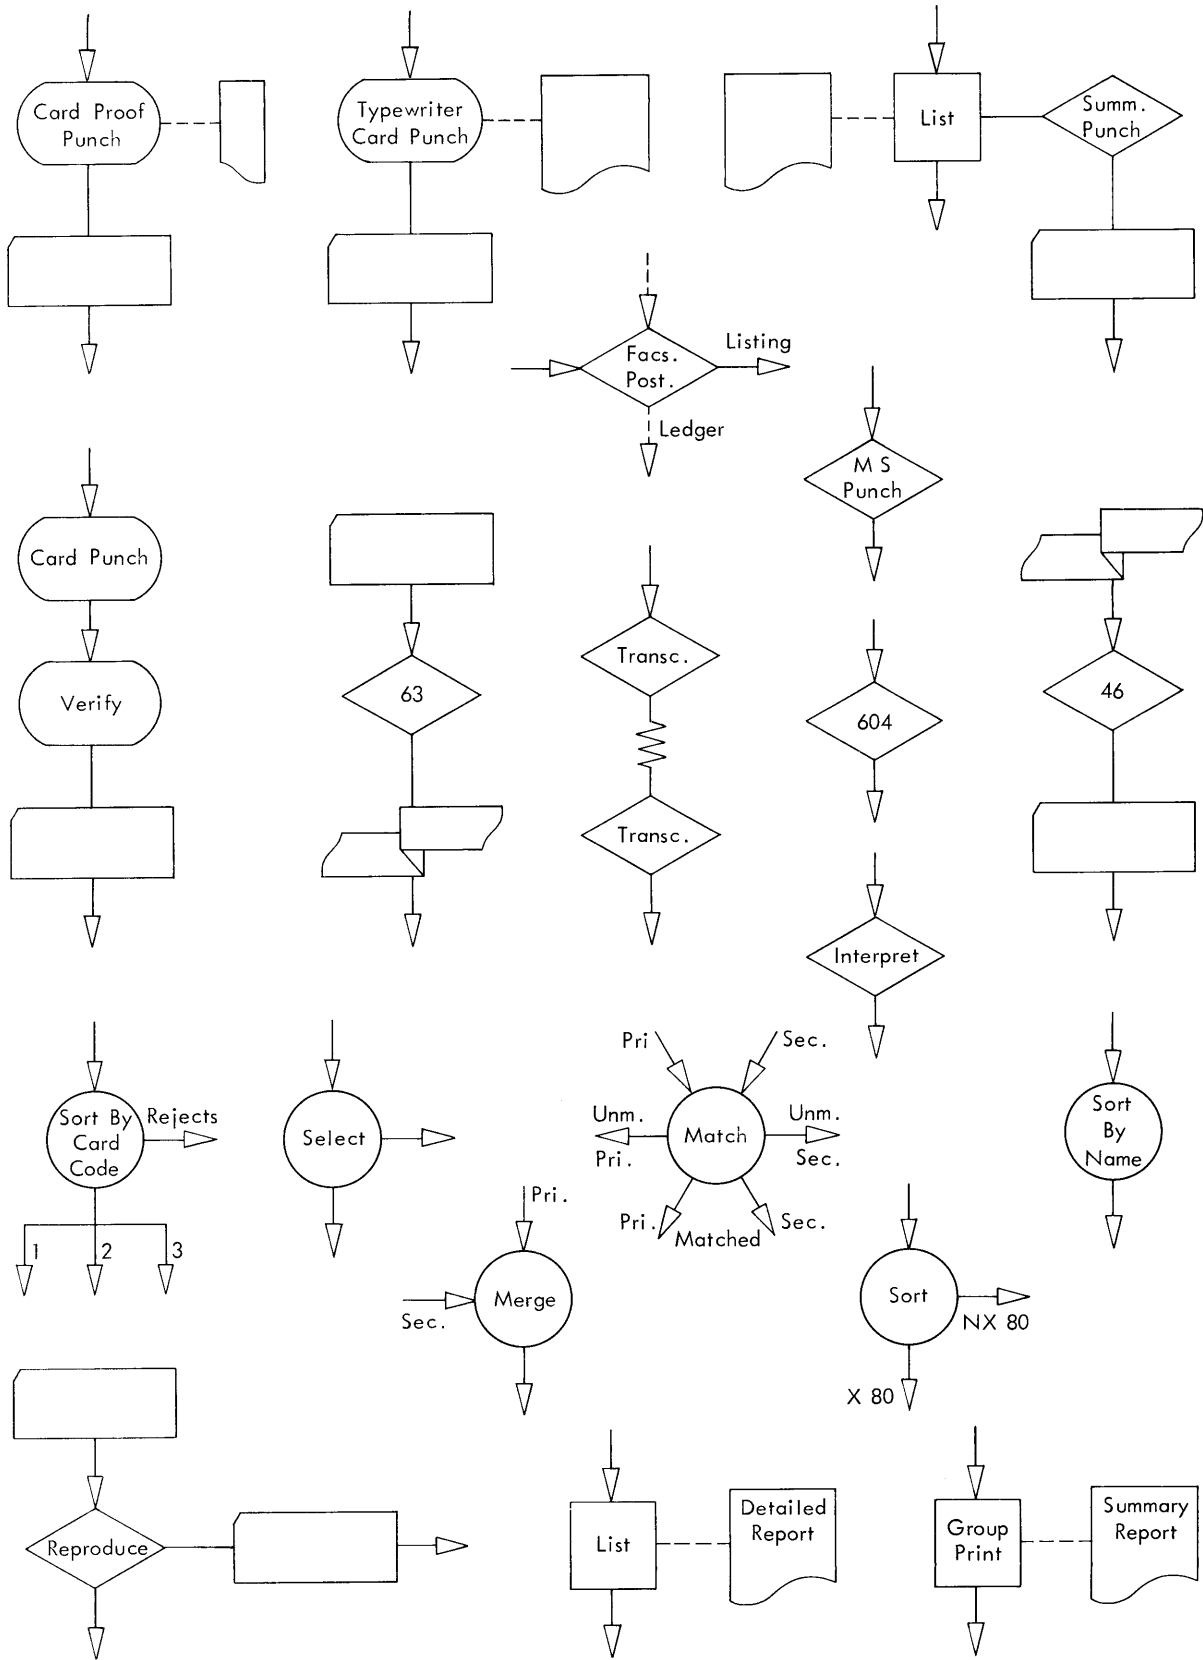 Card Proof
Punch
Typewriter
Card Punch
List
Summ.
Punch
Facs.
Post.
Listing
Ledger
M S
Punch
Card Punch
Verify
63
Transc.
Transc.
604
46
Interpret
Sort By
Card
Code
Rejects
1
2
3
Select
Pri
Sec.
Unm.
Pri.
Match
Unm.
Sec.
Pri.
Matched
Sec.
Sort
By
Name
Pri.
Sec.
Merge
Sort
NX 80
X 80
Reproduce
List
Detailed
Report
Group
Print
Summary
Report